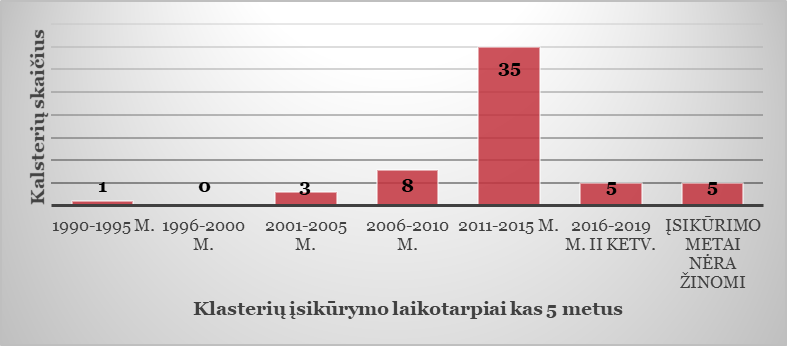 Kalsterių skaičius
1
0
3
8
35
5
5
1990-1995 M.
1996-2000
M.
2001-2005
M.
2006-2010
M.
2011-2015 M.
2016-2019
M. II KETV.
ĮSIKŪRIMO
METAI
NĖRA
ŽINOMI
Klasterių įsikūrymo laikotarpiai kas 5 metus